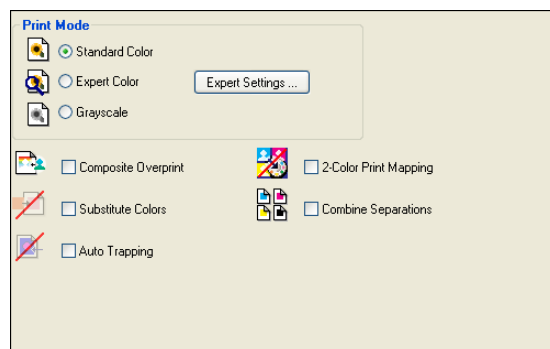 Print Mode
Standard Color
Expert Color
Expert Settings ...
Grayscale
Composite Overprint
2-Color Print Mapping
Substitute Colors
Combine Separations
Auto Trapping